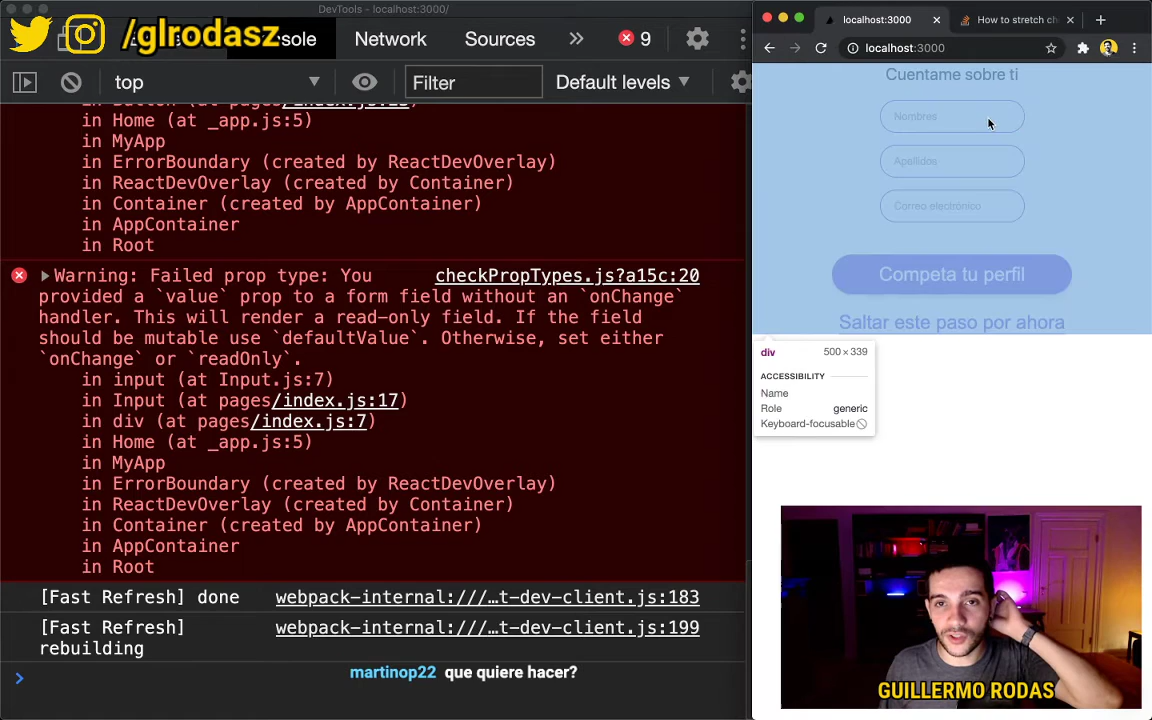 DevTools - localhost:3000/
/glrodasz
Console
Network
Sources
»
9
top
Filter
Default levels
in Home (at _app.js:5)
in MyApp
in ErrorBoundary (created by ReactDevOverlay)
in ReactDevOverlay (created by Container)
in Container (created by AppContainer)
in AppContainer
in Root
Warning: Failed prop type: You checkPropTypes.js?a15c:20
provided a `value` prop to a form field without an `onChange`
handler. This will render a read-only field. If the field
should be mutable use `defaultValue`. Otherwise, set either
`onChange` or `readOnly`.
in input (at Input.js:7)
in Input (at pages/index.js:17)
in div (at pages/index.js:7)
in Home (at _app.js:5)
in MyApp
in ErrorBoundary (created by ReactDevOverlay)
in ReactDevOverlay (created by Container)
in Container (created by AppContainer)
in AppContainer
in Root
[Fast Refresh] done webpack-internal:///…t-dev-client.js:183
[Fast Refresh] webpack-internal:///…t-dev-client.js:199
rebuilding
martinop22 que quiere hacer?
localhost:3000
How to stretch ch
localhost:3000
Cuentame sobre ti
Nombres
Apellidos
Correo electrónico
Competa tu perfil
Saltar este paso por ahora
div 500 × 339
ACCESSIBILITY
Name
Role generic
Keyboard-focusable
GUILLERMO RODAS